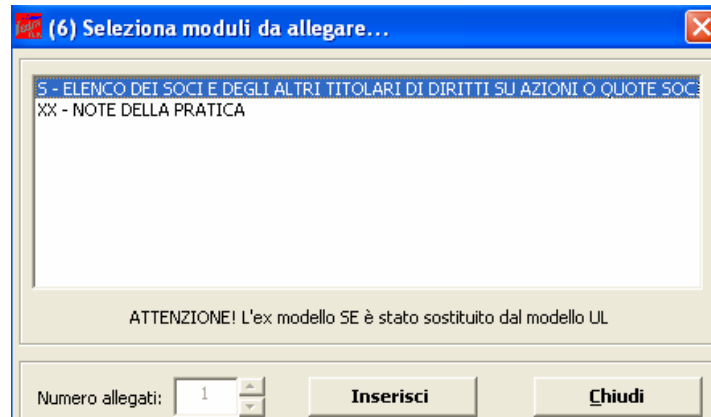 fedra
(6) Seleziona moduli da allegare...
S - ELENCO DEI SOCI E DEGLI ALTRI TITOLARI DI DIRITTI SU AZIONI O QUOTE SOC
XX - NOTE DELLA PRATICA
ATTENZIONE! L'ex modello SE è stato sostituito dal modello UL
Numero allegati: 1 Inserisci Chiudi